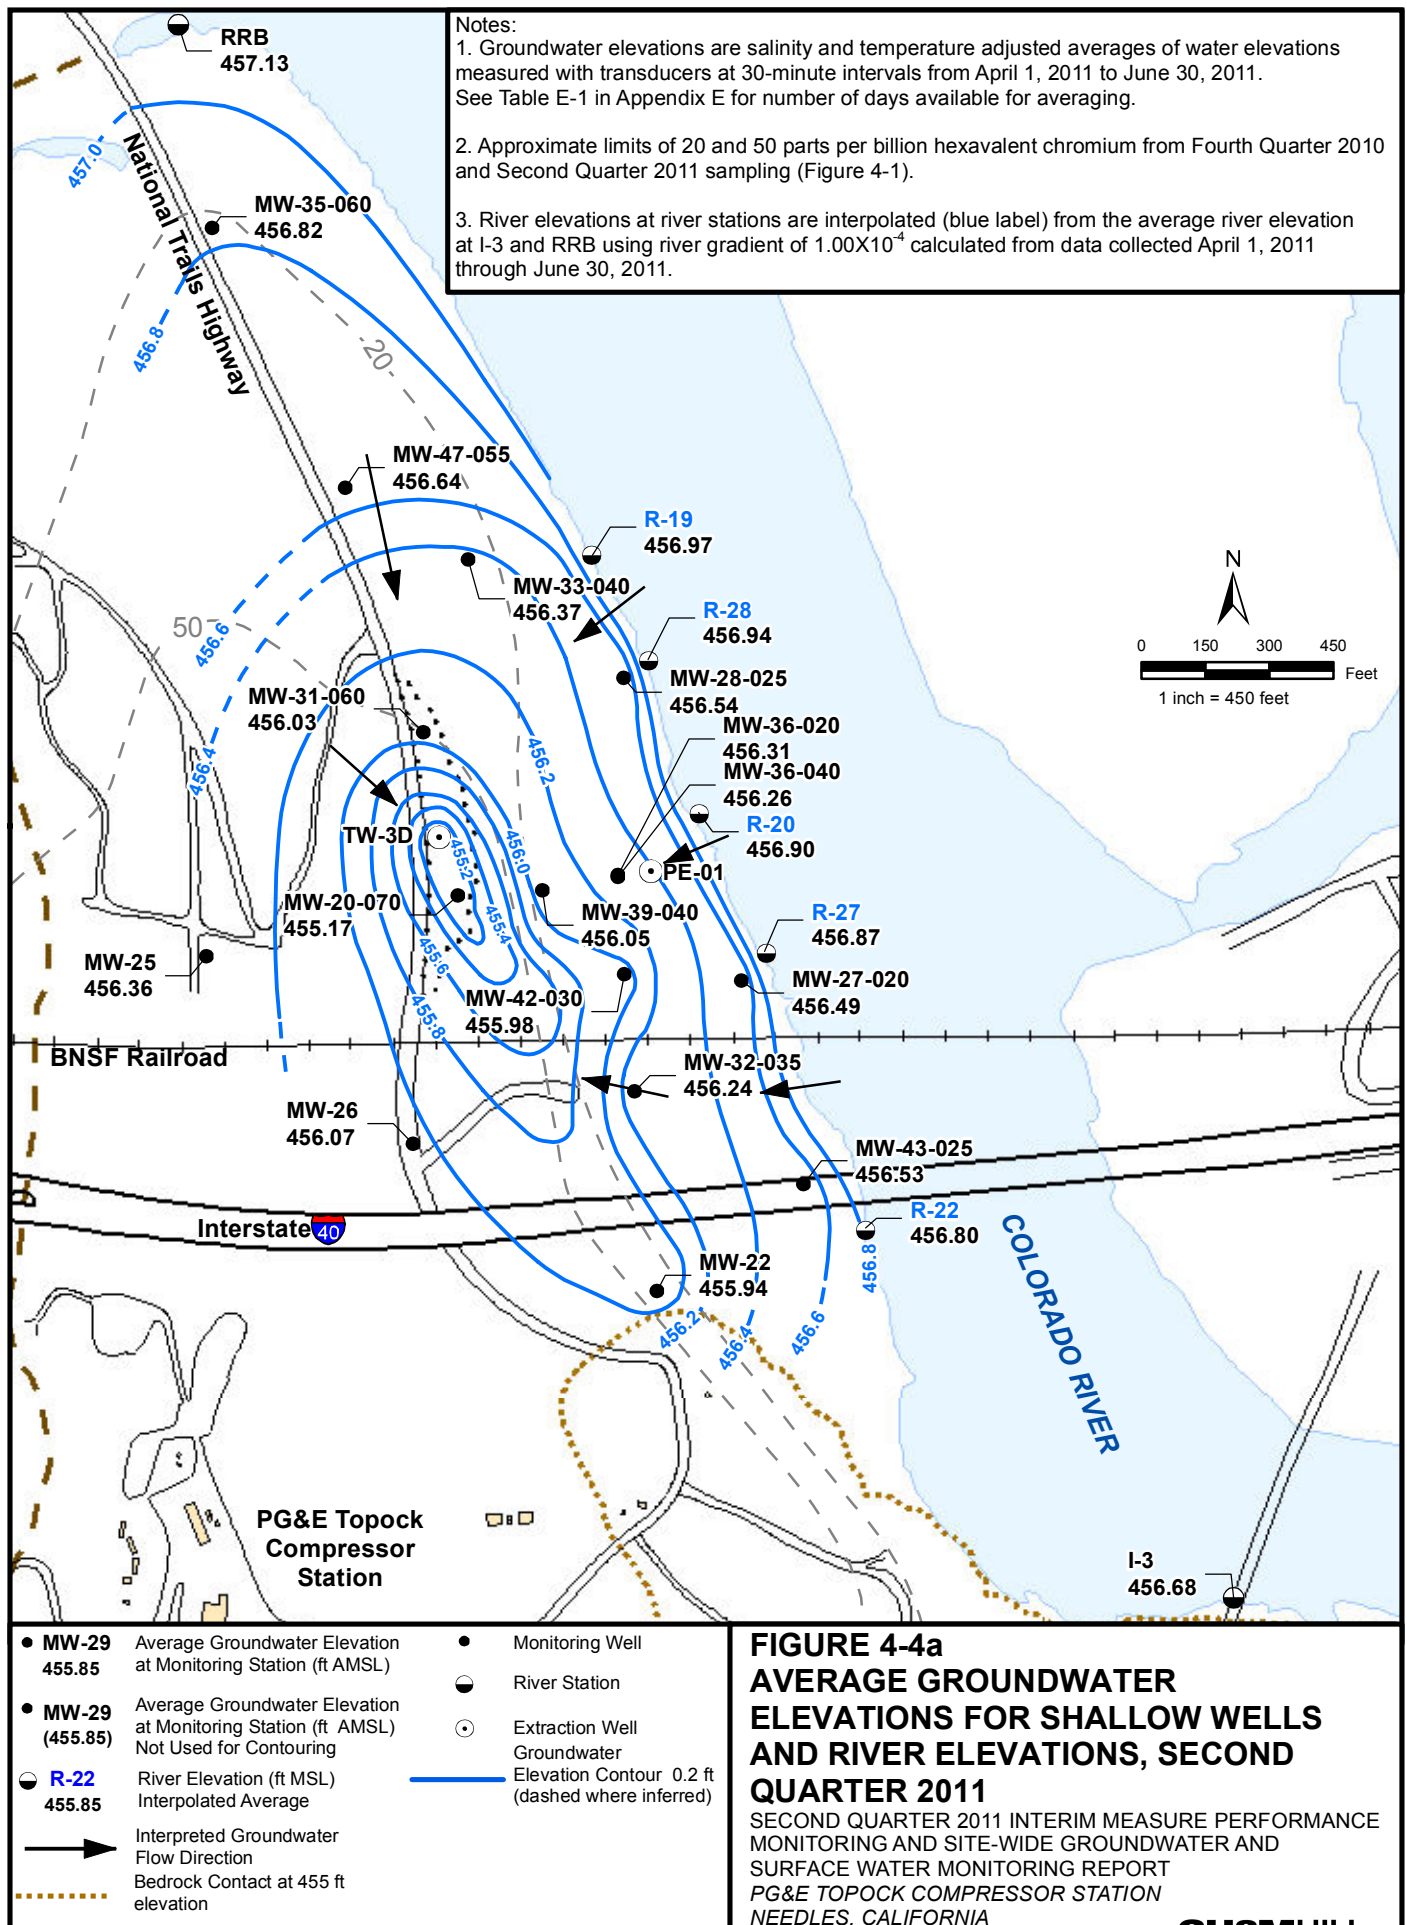 Notes:
1. Groundwater elevations are salinity and temperature adjusted averages of water elevations
measured with transducers at 30-minute intervals from April 1, 2011 to June 30, 2011.
See Table E-1 in Appendix E for number of days available for averaging.
2. Approximate limits of 20 and 50 parts per billion hexavalent chromium from Fourth Quarter 2010
and Second Quarter 2011 sampling (Figure 4-1).
3. River elevations at river stations are interpolated (blue label) from the average river elevation
at I-3 and RRB using river gradient of 1.00X10⁻⁴ calculated from data collected April 1, 2011
through June 30, 2011.
RRB
457.13
457.0
National Trails Highway
MW-35-060
456.82
456.8
20
MW-47-055
456.64
R-19
456.97
MW-33-040
456.37
R-28
456.94
50
456.6
MW-28-025
456.54
MW-31-060
456.03
MW-36-020
456.31
456.2
456.4
MW-36-040
456.26
TW-3D
R-20
456.90
455.2
456.0
PE-01
MW-20-070
455.17
455.4
MW-39-040
456.05
R-27
456.87
MW-25
456.36
455.6
MW-42-030
455.98
MW-27-020
456.49
455.8
BNSF Railroad
MW-32-035
456.24
MW-26
456.07
MW-43-025
456.53
Interstate 40
R-22
456.80
456.8
MW-22
455.94
456.2
456.4
456.6
COLORADO RIVER
N
0 150 300 450
Feet
1 inch = 450 feet
PG&E Topock
Compressor
Station
I-3
456.68
MW-29
455.85
Average Groundwater Elevation
at Monitoring Station (ft AMSL)
MW-29
(455.85)
Average Groundwater Elevation
at Monitoring Station (ft AMSL)
Not Used for Contouring
R-22
455.85
River Elevation (ft MSL)
Interpolated Average
Interpreted Groundwater
Flow Direction
Bedrock Contact at 455 ft
elevation
Monitoring Well
River Station
Extraction Well
Groundwater
Elevation Contour 0.2 ft
(dashed where inferred)
FIGURE 4-4a
AVERAGE GROUNDWATER
ELEVATIONS FOR SHALLOW WELLS
AND RIVER ELEVATIONS, SECOND
QUARTER 2011
SECOND QUARTER 2011 INTERIM MEASURE PERFORMANCE
MONITORING AND SITE-WIDE GROUNDWATER AND
SURFACE WATER MONITORING REPORT
PG&E TOPOCK COMPRESSOR STATION
NEEDLES, CALIFORNIA